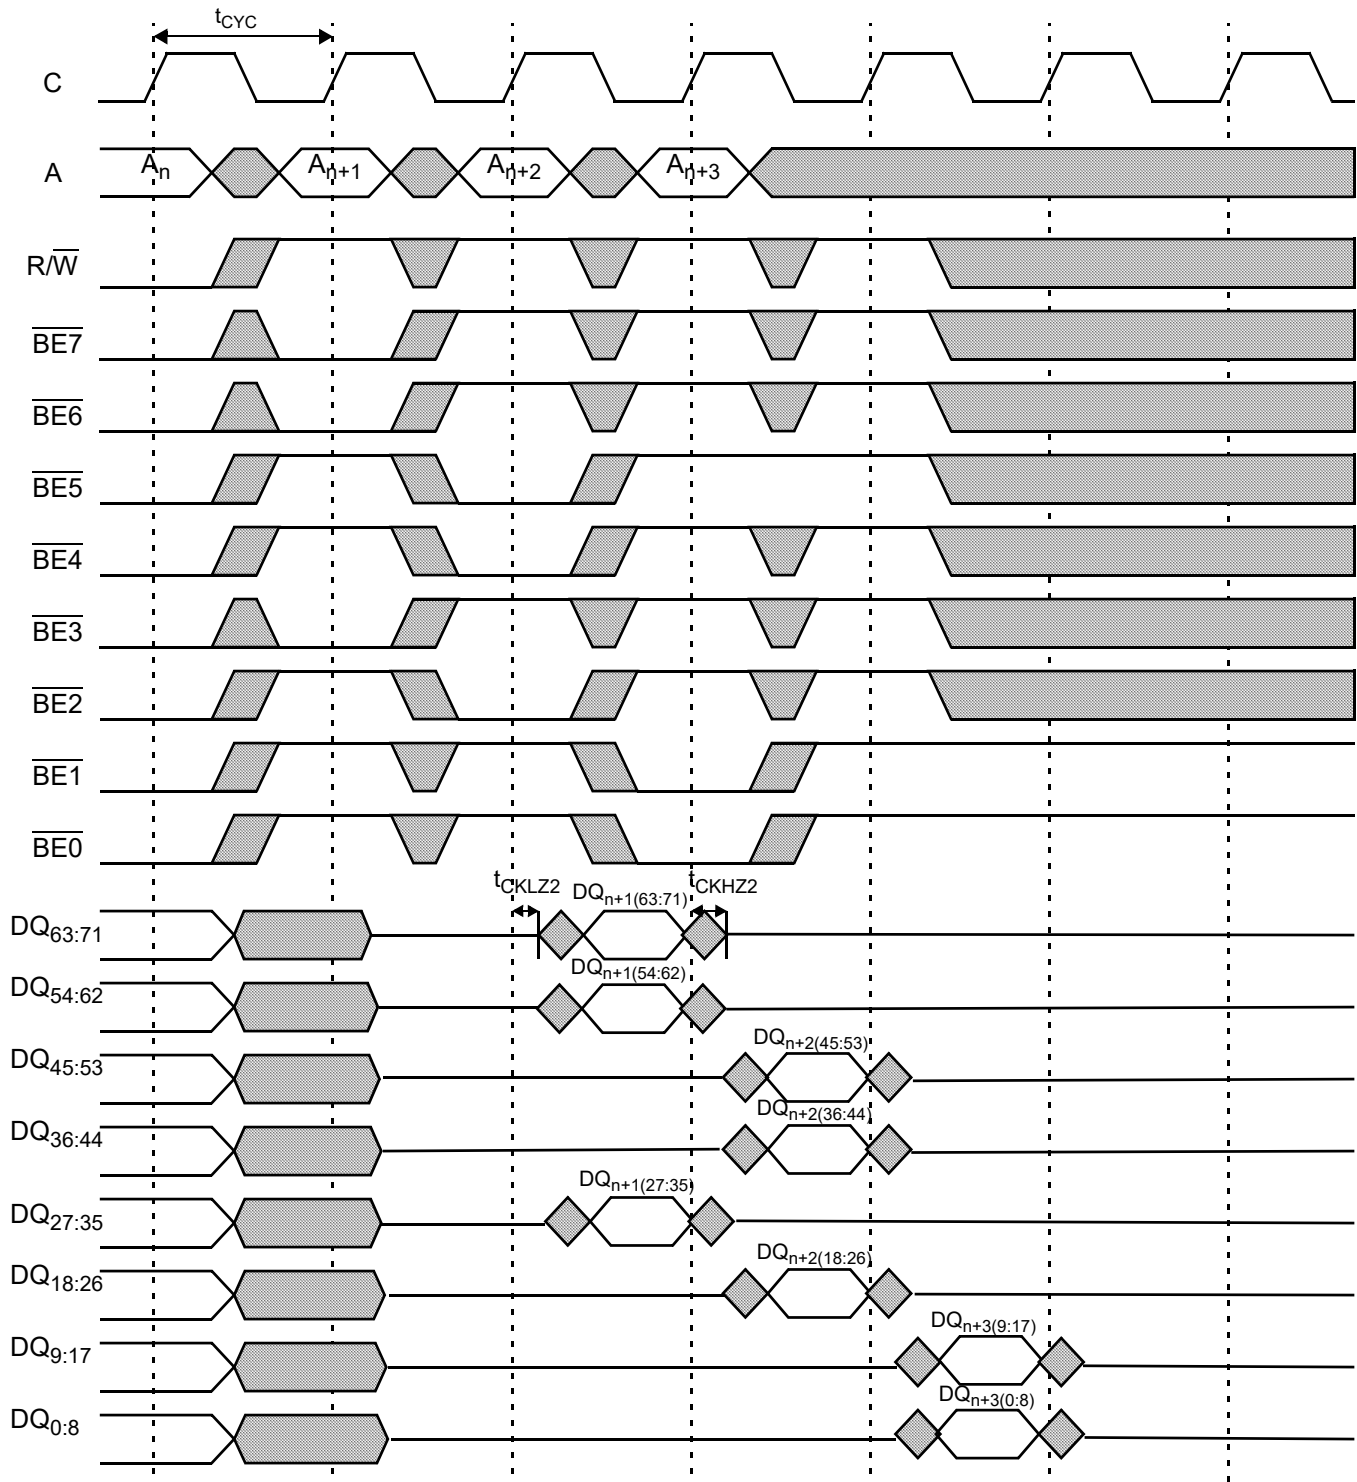 tCYC
C
A
An
An+1
An+2
An+3
R/W
BE7
BE6
BE5
BE4
BE3
BE2
BE1
BE0
tCKLZ2
tCKHZ2
DQn+1(63:71)
DQ63:71
DQn+1(54:62)
DQ54:62
DQn+2(45:53)
DQ45:53
DQn+2(36:44)
DQ36:44
DQn+1(27:35)
DQ27:35
DQn+2(18:26)
DQ18:26
DQn+3(9:17)
DQ9:17
DQn+3(0:8)
DQ0:8